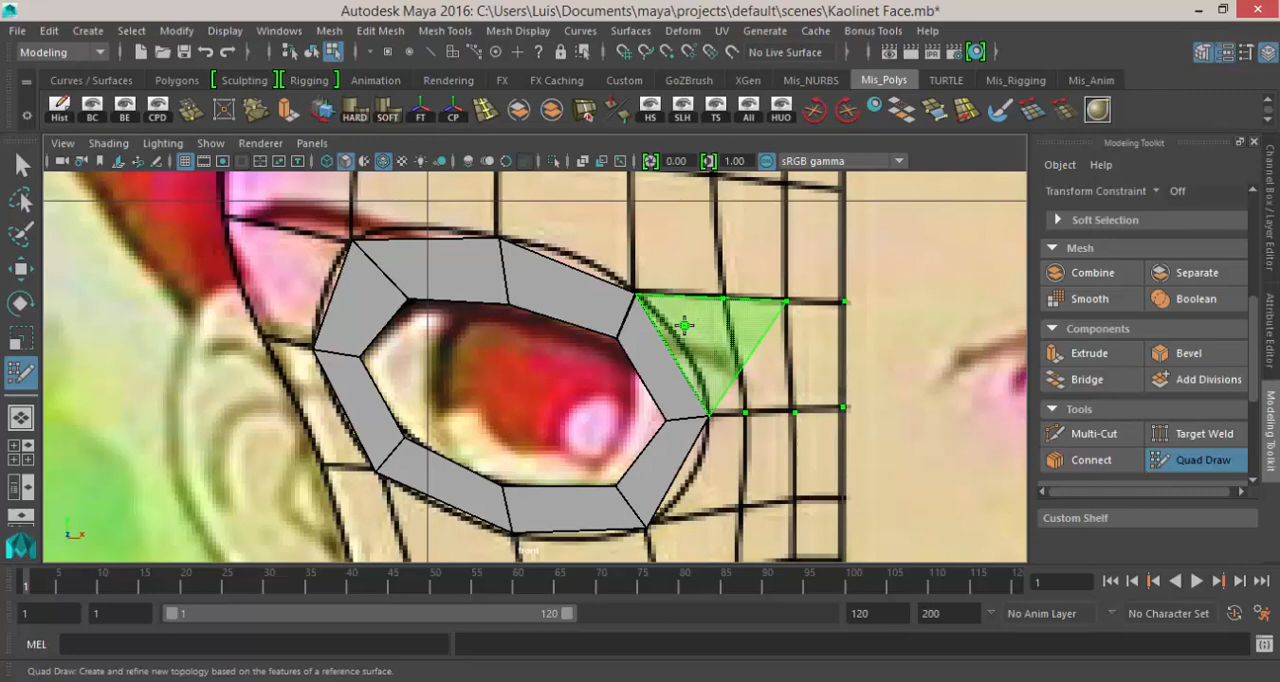 Autodesk Maya 2016: C:\Users\Luis\Documents\maya\projects\default\scenes\Kaolinet Face.mb*
File Edit Create Select Modify Display Windows Mesh Edit Mesh Mesh Tools Mesh Display Curves Surfaces Deform UV Generate Cache Bonus Tools Help
Modeling No Live Surface
Curves / Surfaces Polygons Sculpting Rigging Animation Rendering FX FX Caching Custom GoZBrush XGen Mis_NURBS Mis_Polys TURTLE Mis_Rigging Mis_Anim
Hist BC BE CPD HARD SOFT FT CP HS SLH TS All HUO
View Shading Lighting Show Renderer Panels
0.00 1.00 sRGB gamma
Modeling Toolkit
Object Help
Transform Constraint Off
Soft Selection
Mesh
Combine Separate
Smooth Boolean
Components
Extrude Bevel
Bridge Add Divisions
Tools
Multi-Cut Target Weld
Connect Quad Draw
Custom Shelf
Channel Box / Layer Editor
Attribute Editor
Modeling Toolkit
front
5 10 15 20 25 30 35 40 45 50 55 60 65 70 75 80 85 90 95 100 105 110 115 12
1 1
1 1 1 120 120 200 No Anim Layer No Character Set
MEL
Quad Draw: Create and refine new topology based on the features of a reference surface.